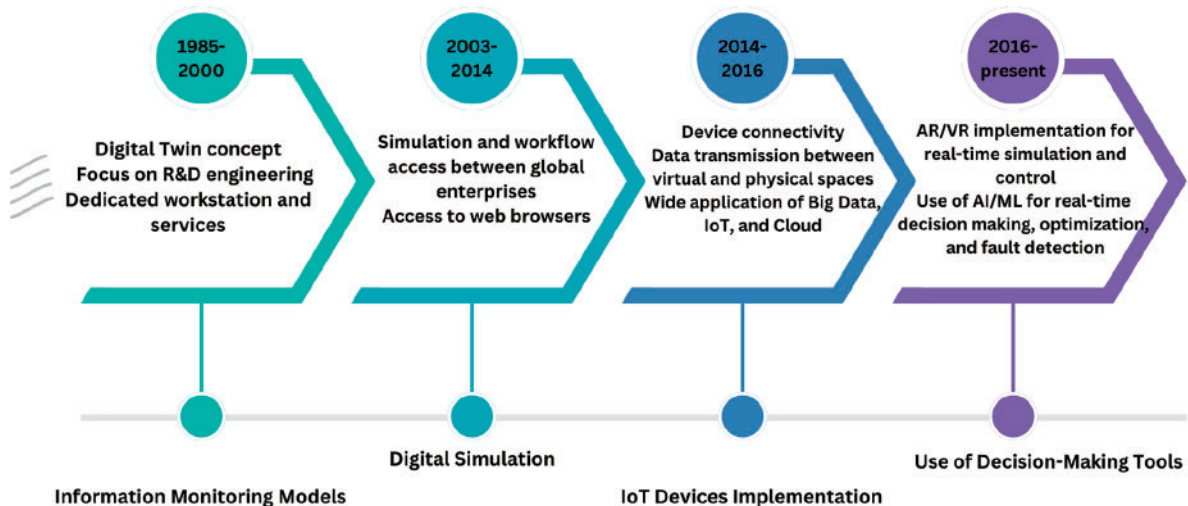 1985-
2000
Digital Twin concept
Focus on R&D engineering
Dedicated workstation and
services
2003-
2014
Simulation and workflow
access between global
enterprises
Access to web browsers
2014-
2016
Device connectivity
Data transmission between
virtual and physical spaces
Wide application of Big Data,
IoT, and Cloud
2016-
present
AR/VR implementation for
real-time simulation and
control
Use of AI/ML for real-time
decision making, optimization,
and fault detection
Information Monitoring Models
Digital Simulation
IoT Devices Implementation
Use of Decision-Making Tools